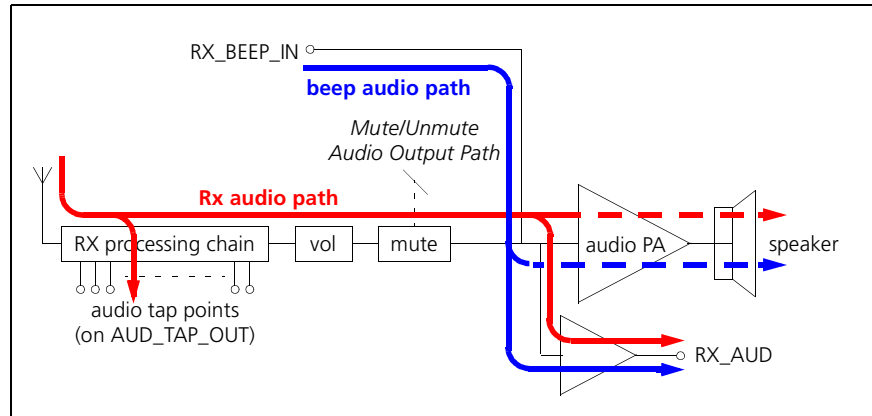 RX_BEEP_IN
beep audio path
Mute/Unmute
Audio Output Path
Rx audio path
RX processing chain
vol
mute
audio PA
speaker
audio tap points
(on AUD_TAP_OUT)
RX_AUD